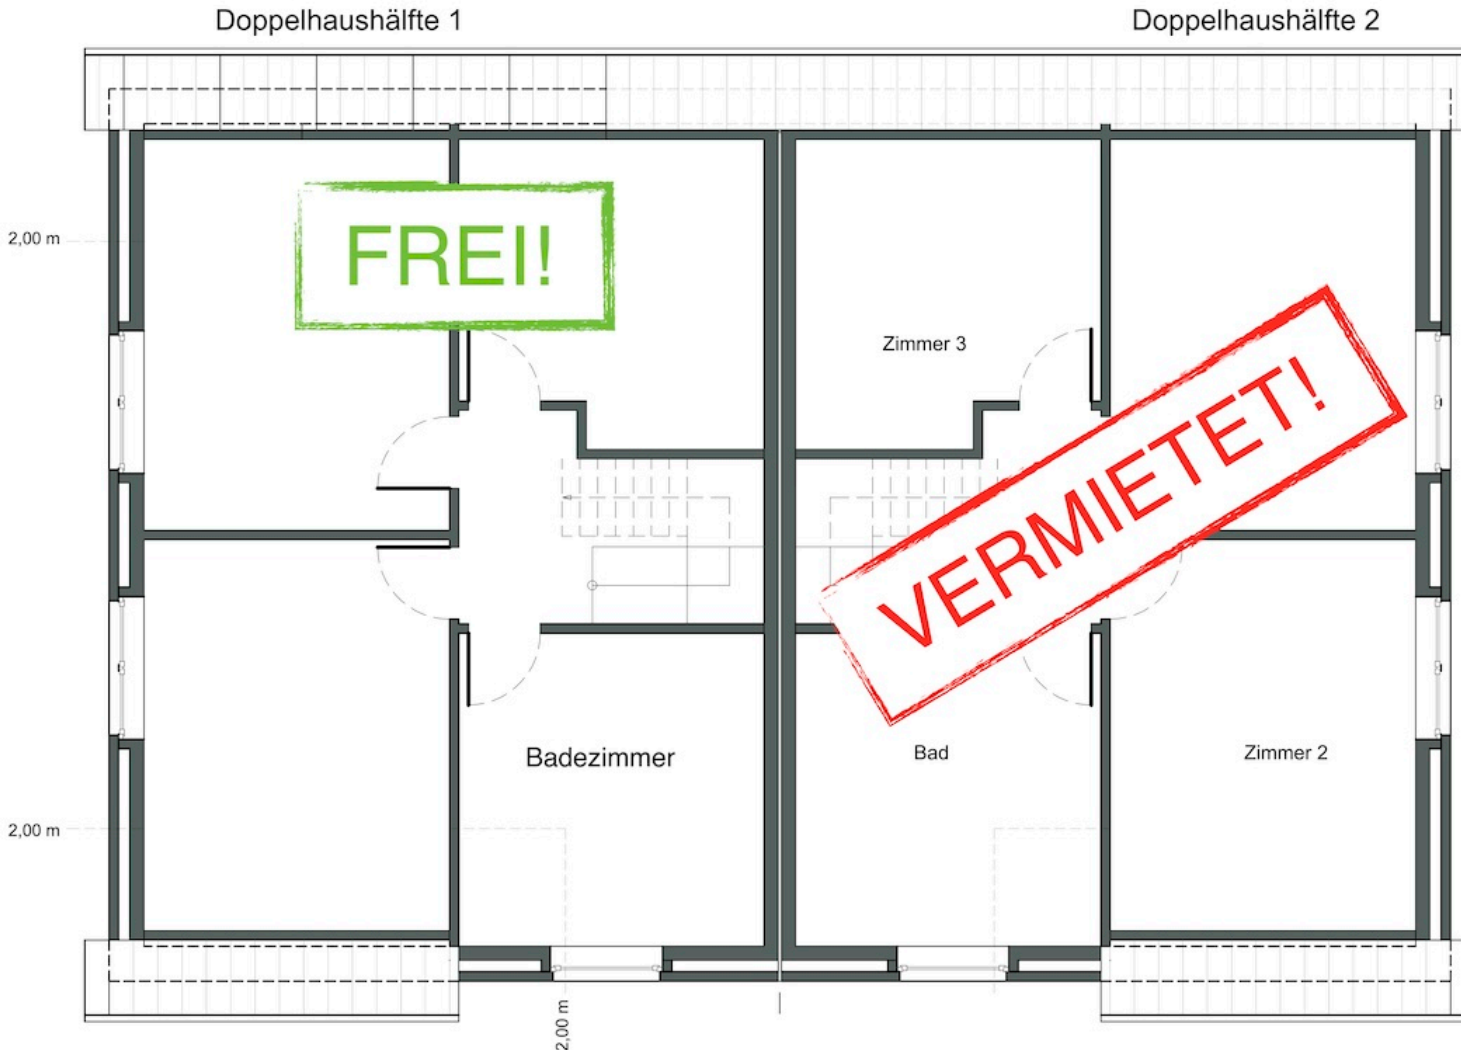 Doppelhaushälfte 1
Doppelhaushälfte 2
2,00 m
FREI!
Zimmer 3
VERMIETET!
Badezimmer
Bad
Zimmer 2
2,00 m
2,00 m